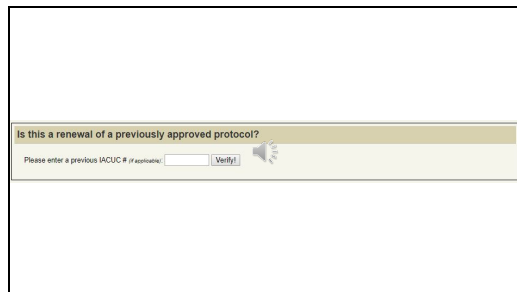 Is this a renewal of a previously approved protocol?
Please enter a previous IACUC # (if applicable): Verify!